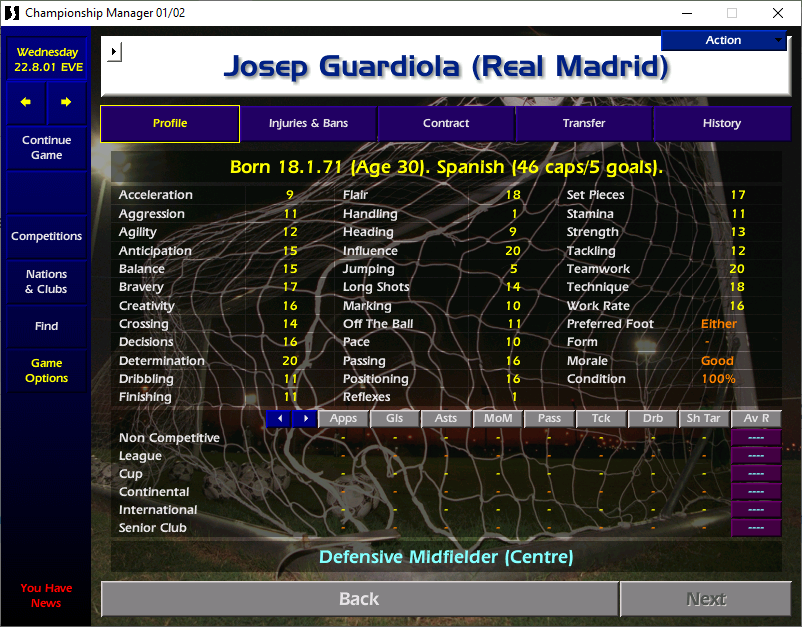 Championship Manager 01/02
Wednesday
22.8.01 EVE
Continue
Game
Competitions
Nations
& Clubs
Find
Game
Options
You Have
News
Action
Josep Guardiola (Real Madrid)
Profile Injuries & Bans Contract Transfer History
Born 18.1.71 (Age 30). Spanish (46 caps/5 goals).
Acceleration 9 Flair 18 Set Pieces 17
Aggression 11 Handling 1 Stamina 11
Agility 12 Heading 9 Strength 13
Anticipation 15 Influence 20 Tackling 12
Balance 15 Jumping 5 Teamwork 20
Bravery 17 Long Shots 14 Technique 18
Creativity 16 Marking 10 Work Rate 16
Crossing 14 Off The Ball 11 Preferred Foot Either
Decisions 16 Pace 10 Form -
Determination 20 Passing 16 Morale Good
Dribbling 11 Positioning 16 Condition 100%
Finishing 11 Reflexes 1
Apps Gls Asts MoM Pass Tck Drb Sh Tar Av R
Non Competitive - - - - - - - - ----
League - - - - - - - - ----
Cup - - - - - - - - ----
Continental - - - - - - - - ----
International - - - - - - - - ----
Senior Club - - - - - - - - ----
Defensive Midfielder (Centre)
Back Next